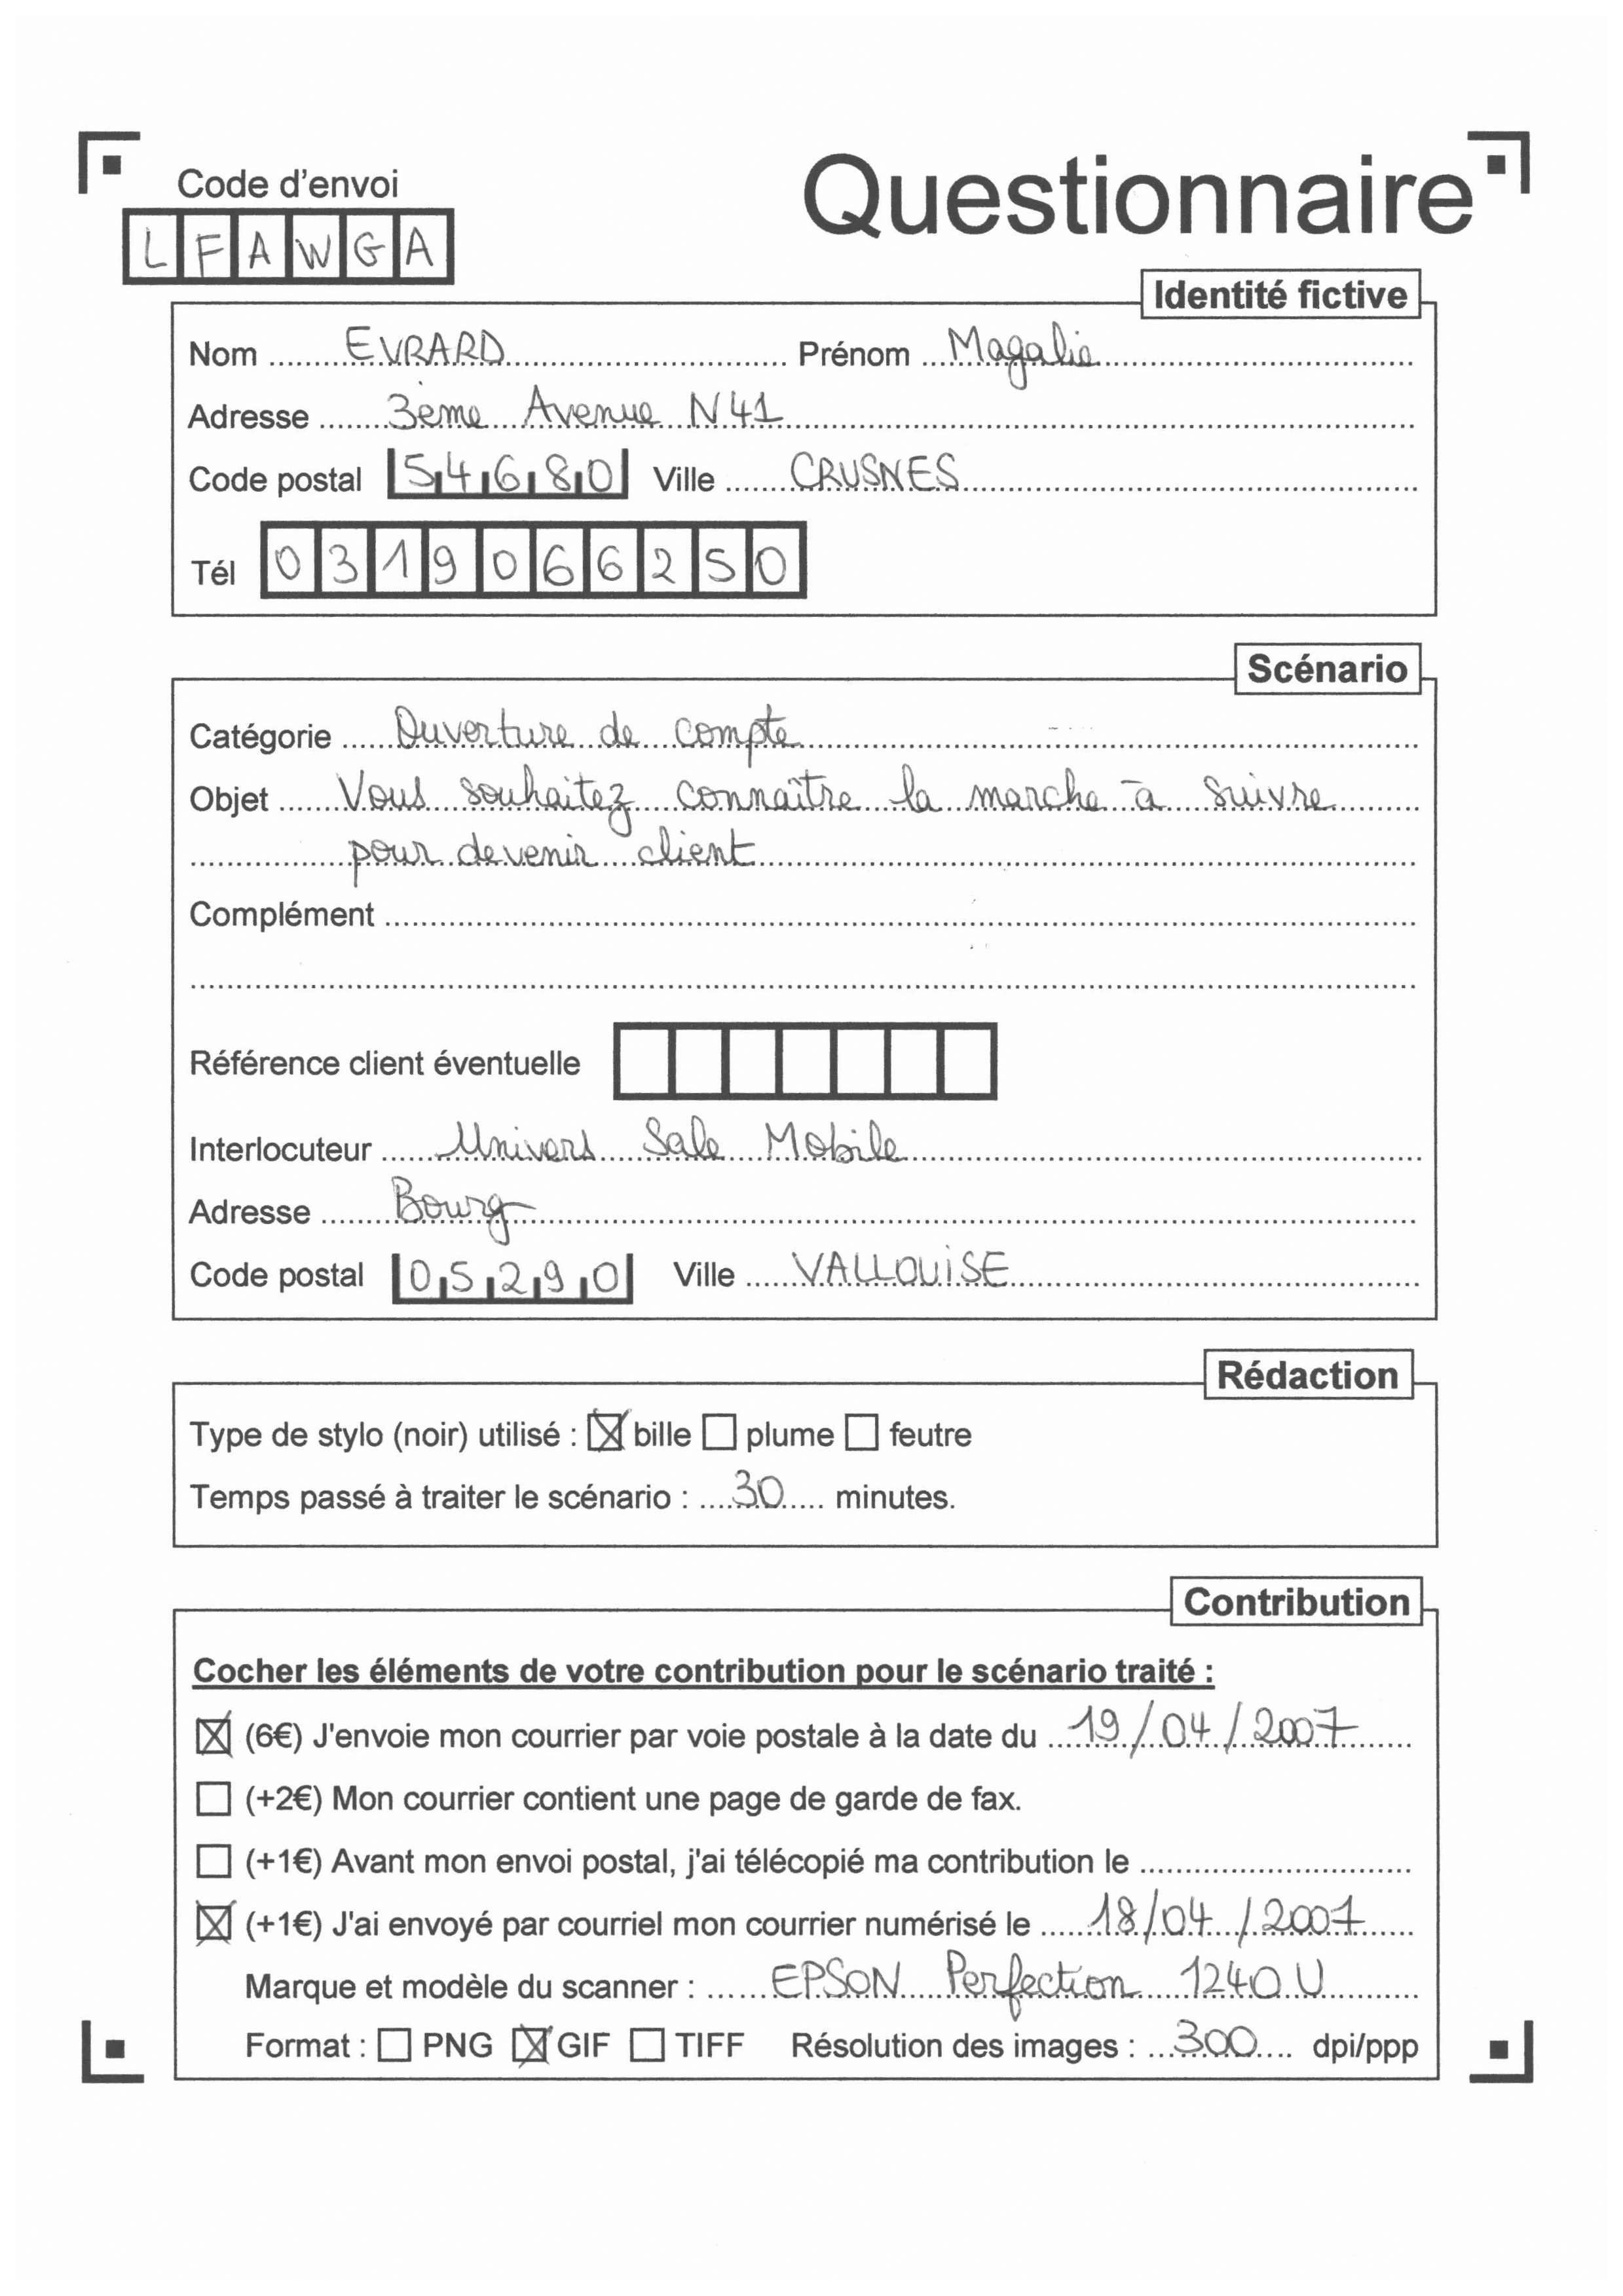 Code d'envoi
Questionnaire
LFAWGA
Identité fictive
Nom ........ EVRARD ........ Prénom ........ Magalie ........
Adresse ........ 3ème Avenue N41 ........
Code postal 54680 Ville ........ CRUSNES ........
Tél 0319066250
Scénario
Catégorie ........ Ouverture de compte ........
Objet ........ Vous souhaitez connaître la marche à suivre ........
........ pour devenir client ........
Complément ........
Référence client éventuelle
Interlocuteur ........ Univers Sale Mobile ........
Adresse ........ Bourg ........
Code postal 05290 Ville ........ VALLOUISE ........
Rédaction
Type de stylo (noir) utilisé : ☒ bille ☐ plume ☐ feutre
Temps passé à traiter le scénario : .... 30 ..... minutes.
Contribution
Cocher les éléments de votre contribution pour le scénario traité :
☒ (6€) J'envoie mon courrier par voie postale à la date du .... 19/04/2007 ....
☐ (+2€) Mon courrier contient une page de garde de fax.
☐ (+1€) Avant mon envoi postal, j'ai télécopié ma contribution le ........
☒ (+1€) J'ai envoyé par courriel mon courrier numérisé le .... 18/04/2007 ....
Marque et modèle du scanner : ...... EPSON Perfection 1240 U ......
Format : ☐ PNG ☒ GIF ☐ TIFF Résolution des images : .... 300 .... dpi/ppp